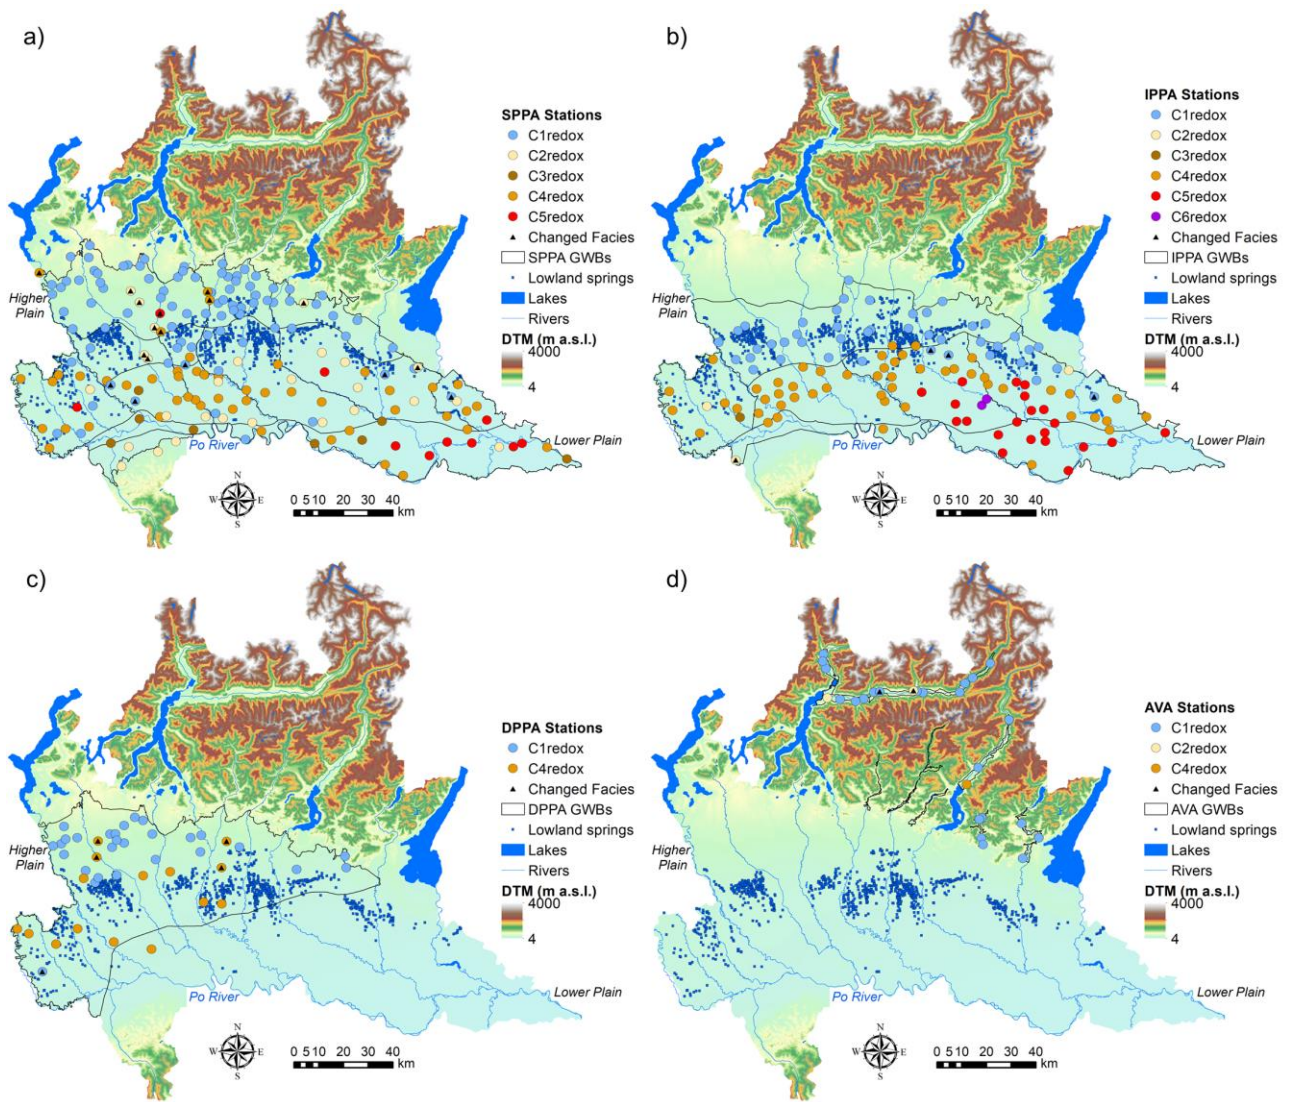 a)
SPPA Stations
C1redox
C2redox
C3redox
C4redox
C5redox
Changed Facies
SPPA GWBs
Lowland springs
Lakes
Rivers
DTM (m a.s.l.)
4000
4
Higher
Plain
Lower Plain
Po River
N
W E
S
0 5 10 20 30 40
km
b)
IPPA Stations
C1redox
C2redox
C3redox
C4redox
C5redox
C6redox
Changed Facies
IPPA GWBs
Lowland springs
Lakes
Rivers
DTM (m a.s.l.)
4000
4
Higher
Plain
Lower Plain
Po River
N
W E
S
0 5 10 20 30 40
km
c)
DPPA Stations
C1redox
C4redox
Changed Facies
DPPA GWBs
Lowland springs
Lakes
Rivers
DTM (m a.s.l.)
4000
4
Higher
Plain
Lower Plain
Po River
N
W E
S
0 5 10 20 30 40
km
d)
AVA Stations
C1redox
C2redox
C4redox
Changed Facies
AVA GWBs
Lowland springs
Lakes
Rivers
DTM (m a.s.l.)
4000
4
Higher
Plain
Lower Plain
Po River
N
W E
S
0 5 10 20 30 40
km